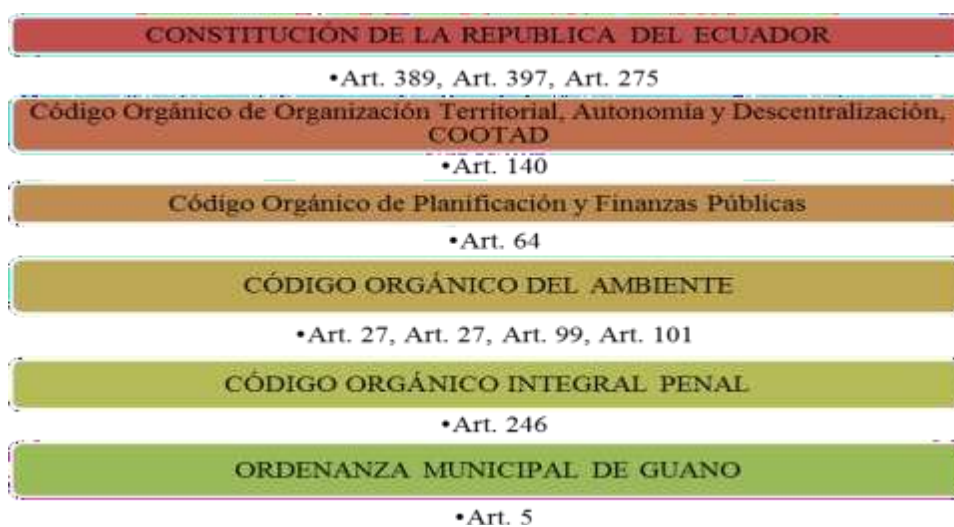 CONSTITUCIÓN DE LA REPUBLICA DEL ECUADOR
•Art. 389, Art. 397, Art. 275
Código Orgánico de Organización Territorial, Autonomía y Descentralización,
COOTAD
•Art. 140
Código Orgánico de Planificación y Finanzas Públicas
•Art. 64
CÓDIGO ORGÁNICO DEL AMBIENTE
•Art. 27, Art. 27, Art. 99, Art. 101
CÓDIGO ORGÁNICO INTEGRAL PENAL
•Art. 246
ORDENANZA MUNICIPAL DE GUANO
•Art. 5